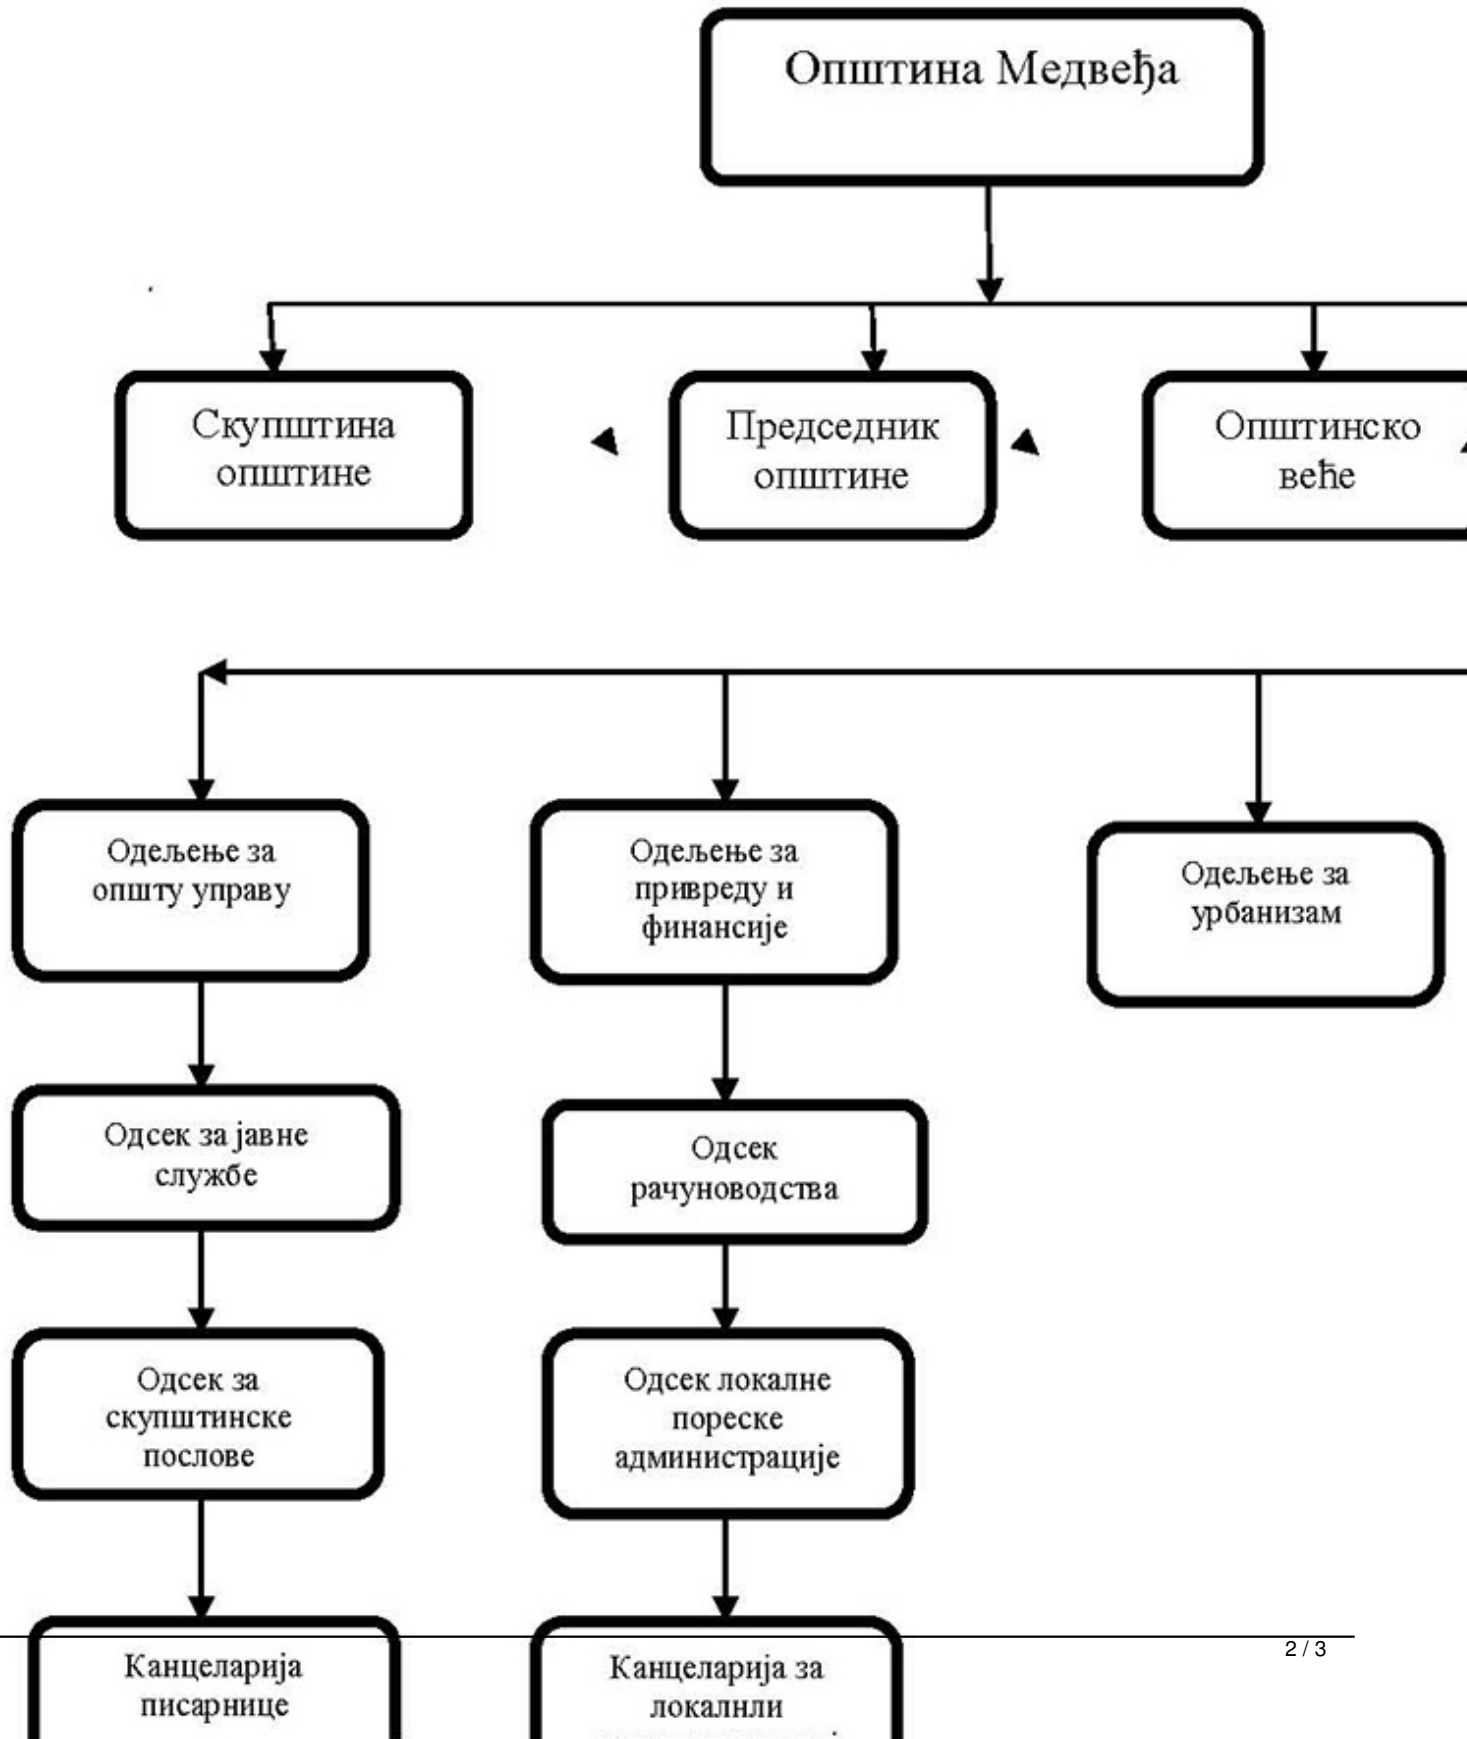 Општина Медвеђа
Скупштина
општине
Председник
општине
Општинско
веће
Одељење за
општу управу
Одељење за
привреду и
финансије
Одељење за
урбанизам
Одсек за јавне
службе
Одсек
рачуноводства
Одсек за
скупштинске
послове
Одсек локалне
пореске
администрације
Канцеларија
писарнице
Канцеларија за
локалнли
2 / 3